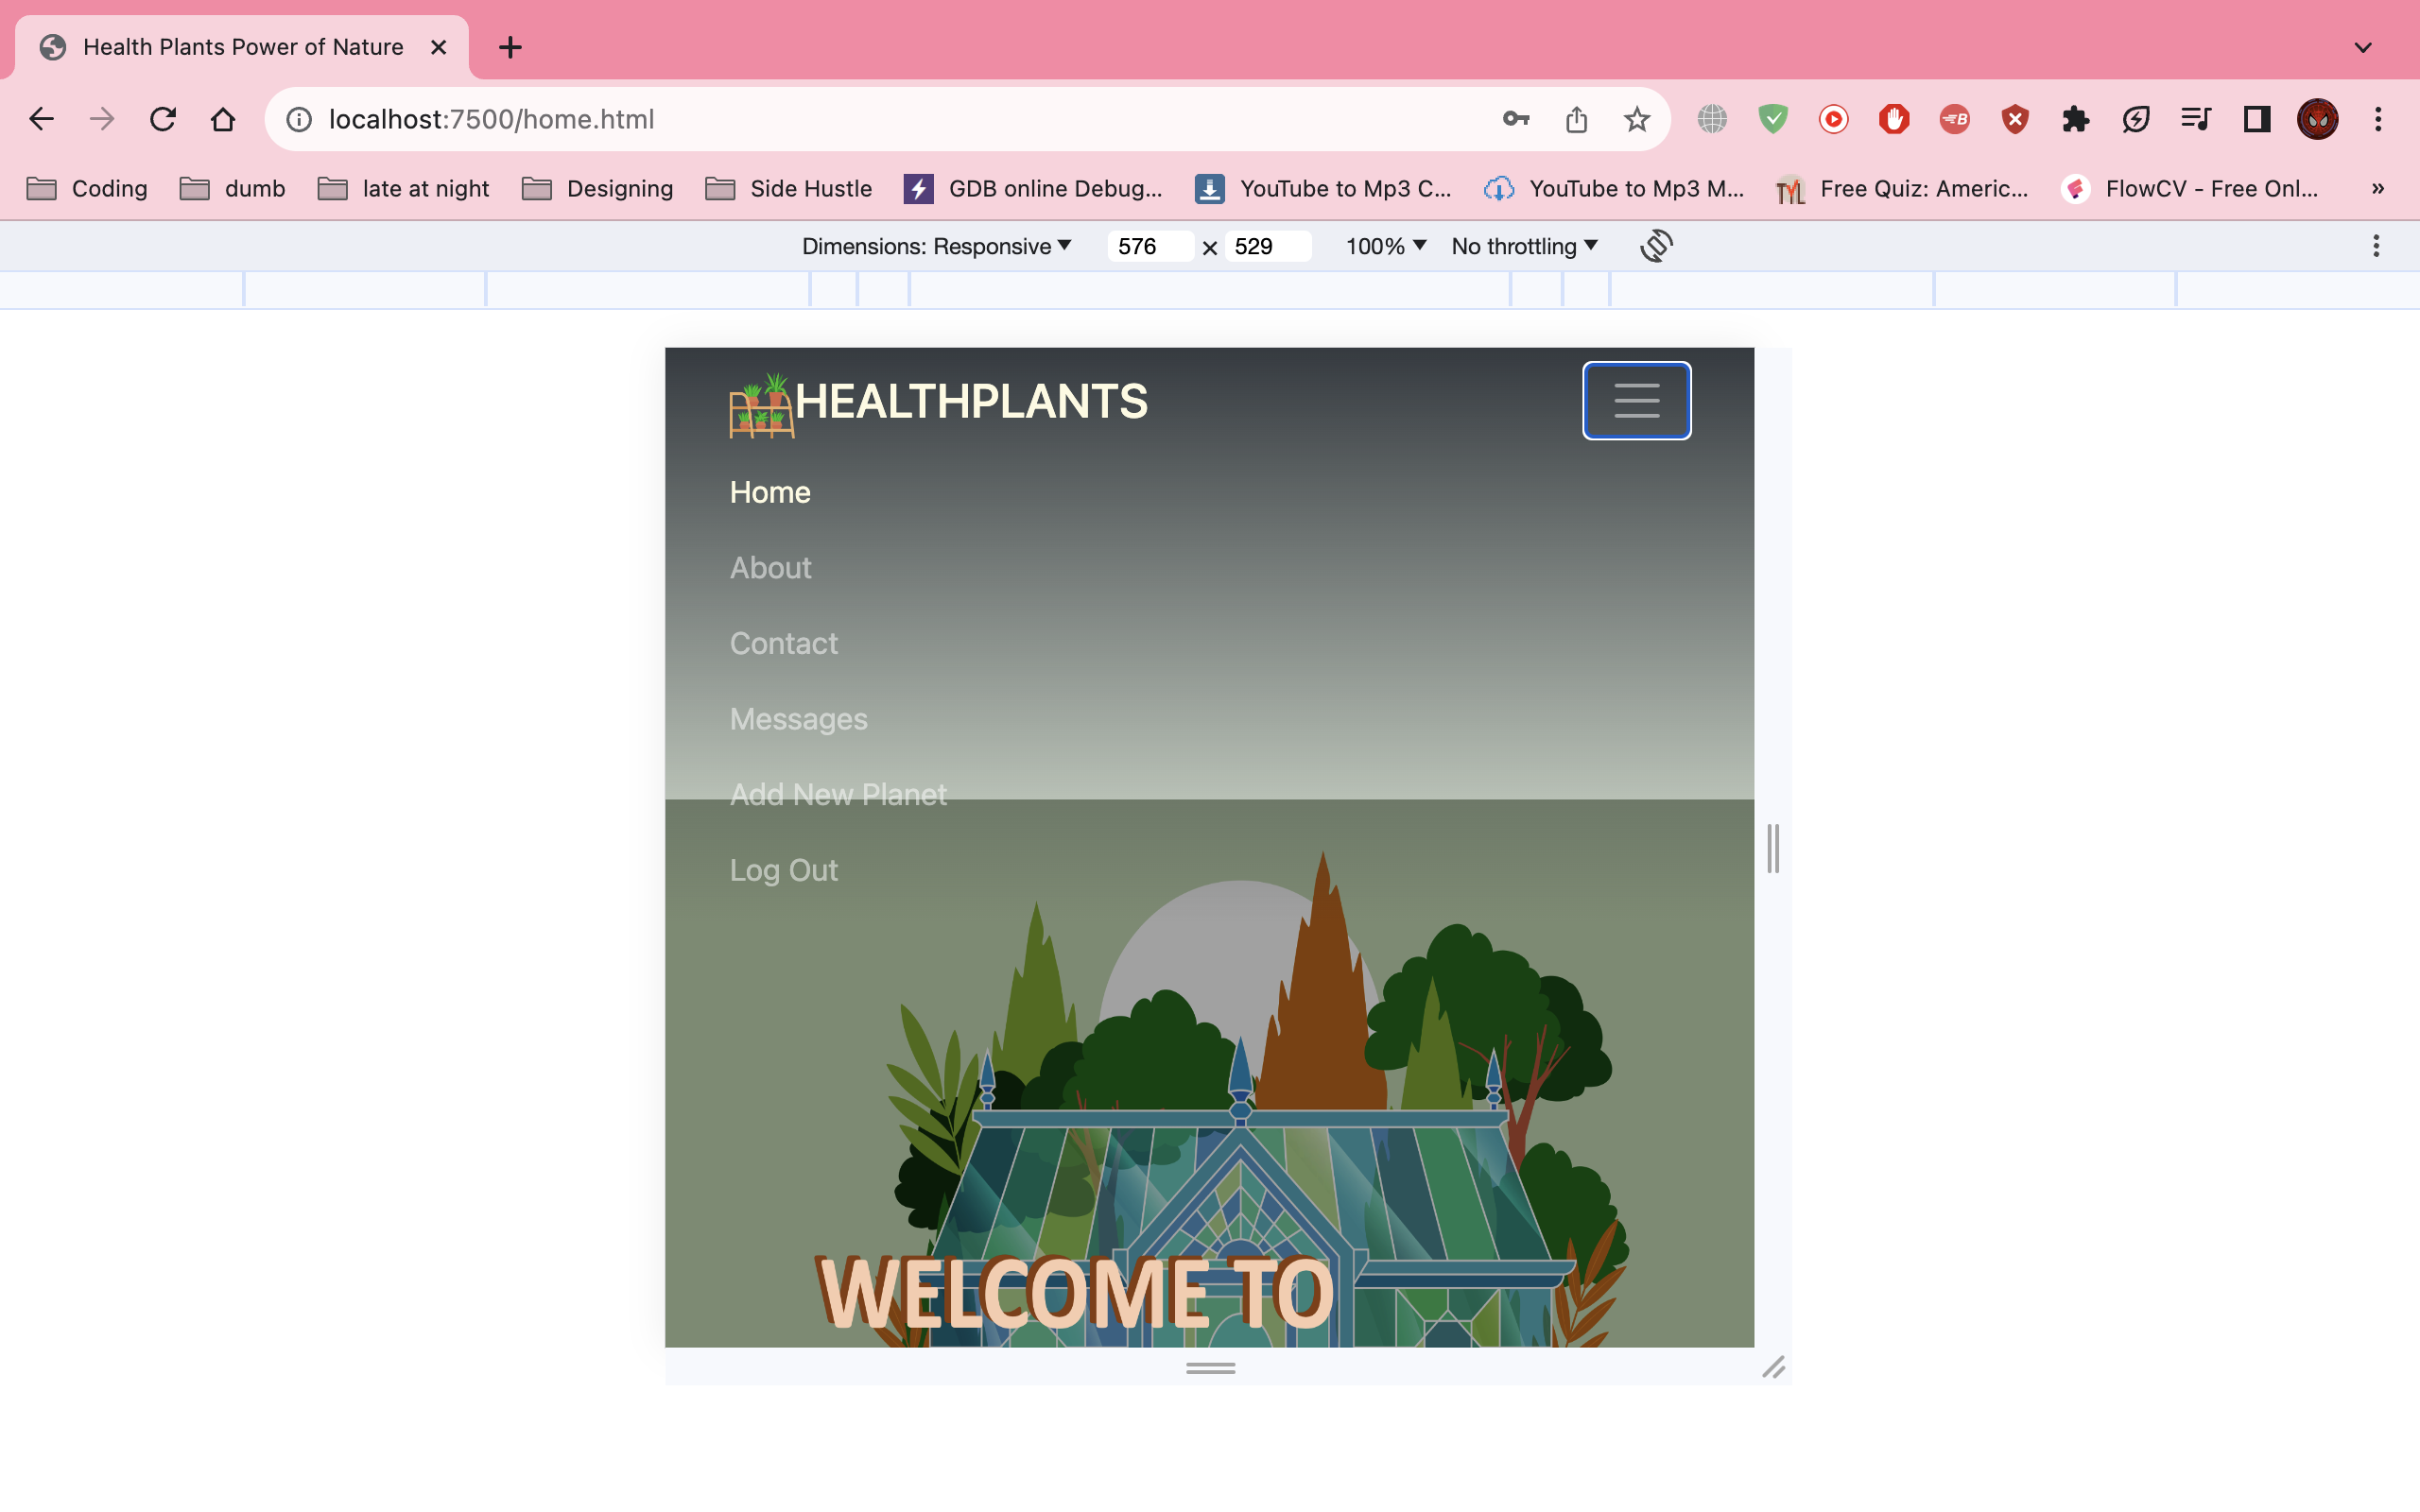 Health Plants Power of Nature
localhost:7500/home.html
Coding dumb late at night Designing Side Hustle GDB online Debug... YouTube to Mp3 C... YouTube to Mp3 M... Free Quiz: Americ... FlowCV - Free Onl... »
Dimensions: Responsive 576 × 529 100% No throttling
HEALTHPLANTS
Home
About
Contact
Messages
Add New Planet
Log Out
WELCOME TO